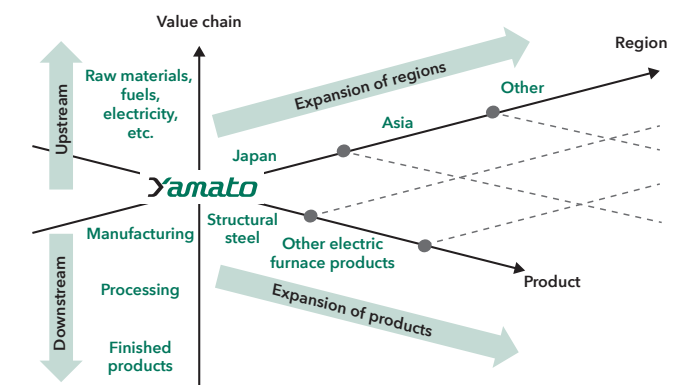 Value chain
Region
Upstream
Raw materials,
fuels,
electricity,
etc.
Expansion of regions
Other
Asia
Japan
Yamato
Structural
steel
Manufacturing
Other electric
furnace products
Product
Downstream
Processing
Expansion of products
Finished
products